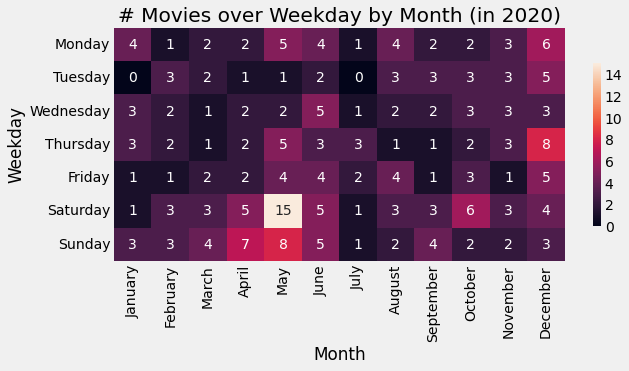 # Movies over Weekday by Month (in 2020)
Monday 4 1 2 2 5 4 1 4 2 2 3 6
Tuesday 0 3 2 1 1 2 0 3 3 3 3 5
Wednesday 3 2 1 2 2 5 1 2 2 3 3 3
Thursday 3 2 1 2 5 3 3 1 1 2 3 8
Friday 1 1 2 2 4 4 2 4 1 3 1 5
Saturday 1 3 3 5 15 5 1 3 3 6 3 4
Sunday 3 3 4 7 8 5 1 2 4 2 2 3
Weekday
January
February
March
April
May
June
July
August
September
October
November
December
Month
14
12
10
8
6
4
2
0